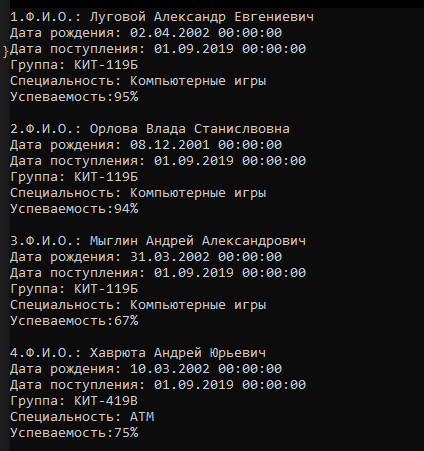 1.Ф.И.О.: Луговой Александр Евгениевич
Дата рождения: 02.04.2002 00:00:00
}Дата поступления: 01.09.2019 00:00:00
Группа: КИТ-119Б
Специальность: Компьютерные игры
Успеваемость:95%
2.Ф.И.О.: Орлова Влада Станислвовна
Дата рождения: 08.12.2001 00:00:00
Дата поступления: 01.09.2019 00:00:00
Группа: КИТ-119Б
Специальность: Компьютерные игры
Успеваемость:94%
3.Ф.И.О.: Мыглин Андрей Александрович
Дата рождения: 31.03.2002 00:00:00
Дата поступления: 01.09.2019 00:00:00
Группа: КИТ-119Б
Специальность: Компьютерные игры
Успеваемость:67%
4.Ф.И.О.: Хаврюта Андрей Юрьевич
Дата рождения: 10.03.2002 00:00:00
Дата поступления: 01.09.2019 00:00:00
Группа: КИТ-419В
Специальность: АТМ
Успеваемость:75%